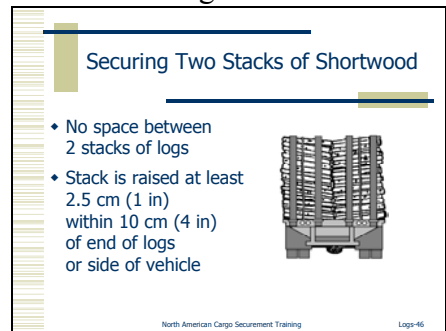 Securing Two Stacks of Shortwood
◆ No space between
2 stacks of logs
◆ Stack is raised at least
2.5 cm (1 in)
within 10 cm (4 in)
of end of logs
or side of vehicle
North American Cargo Securement Training
Logs-46